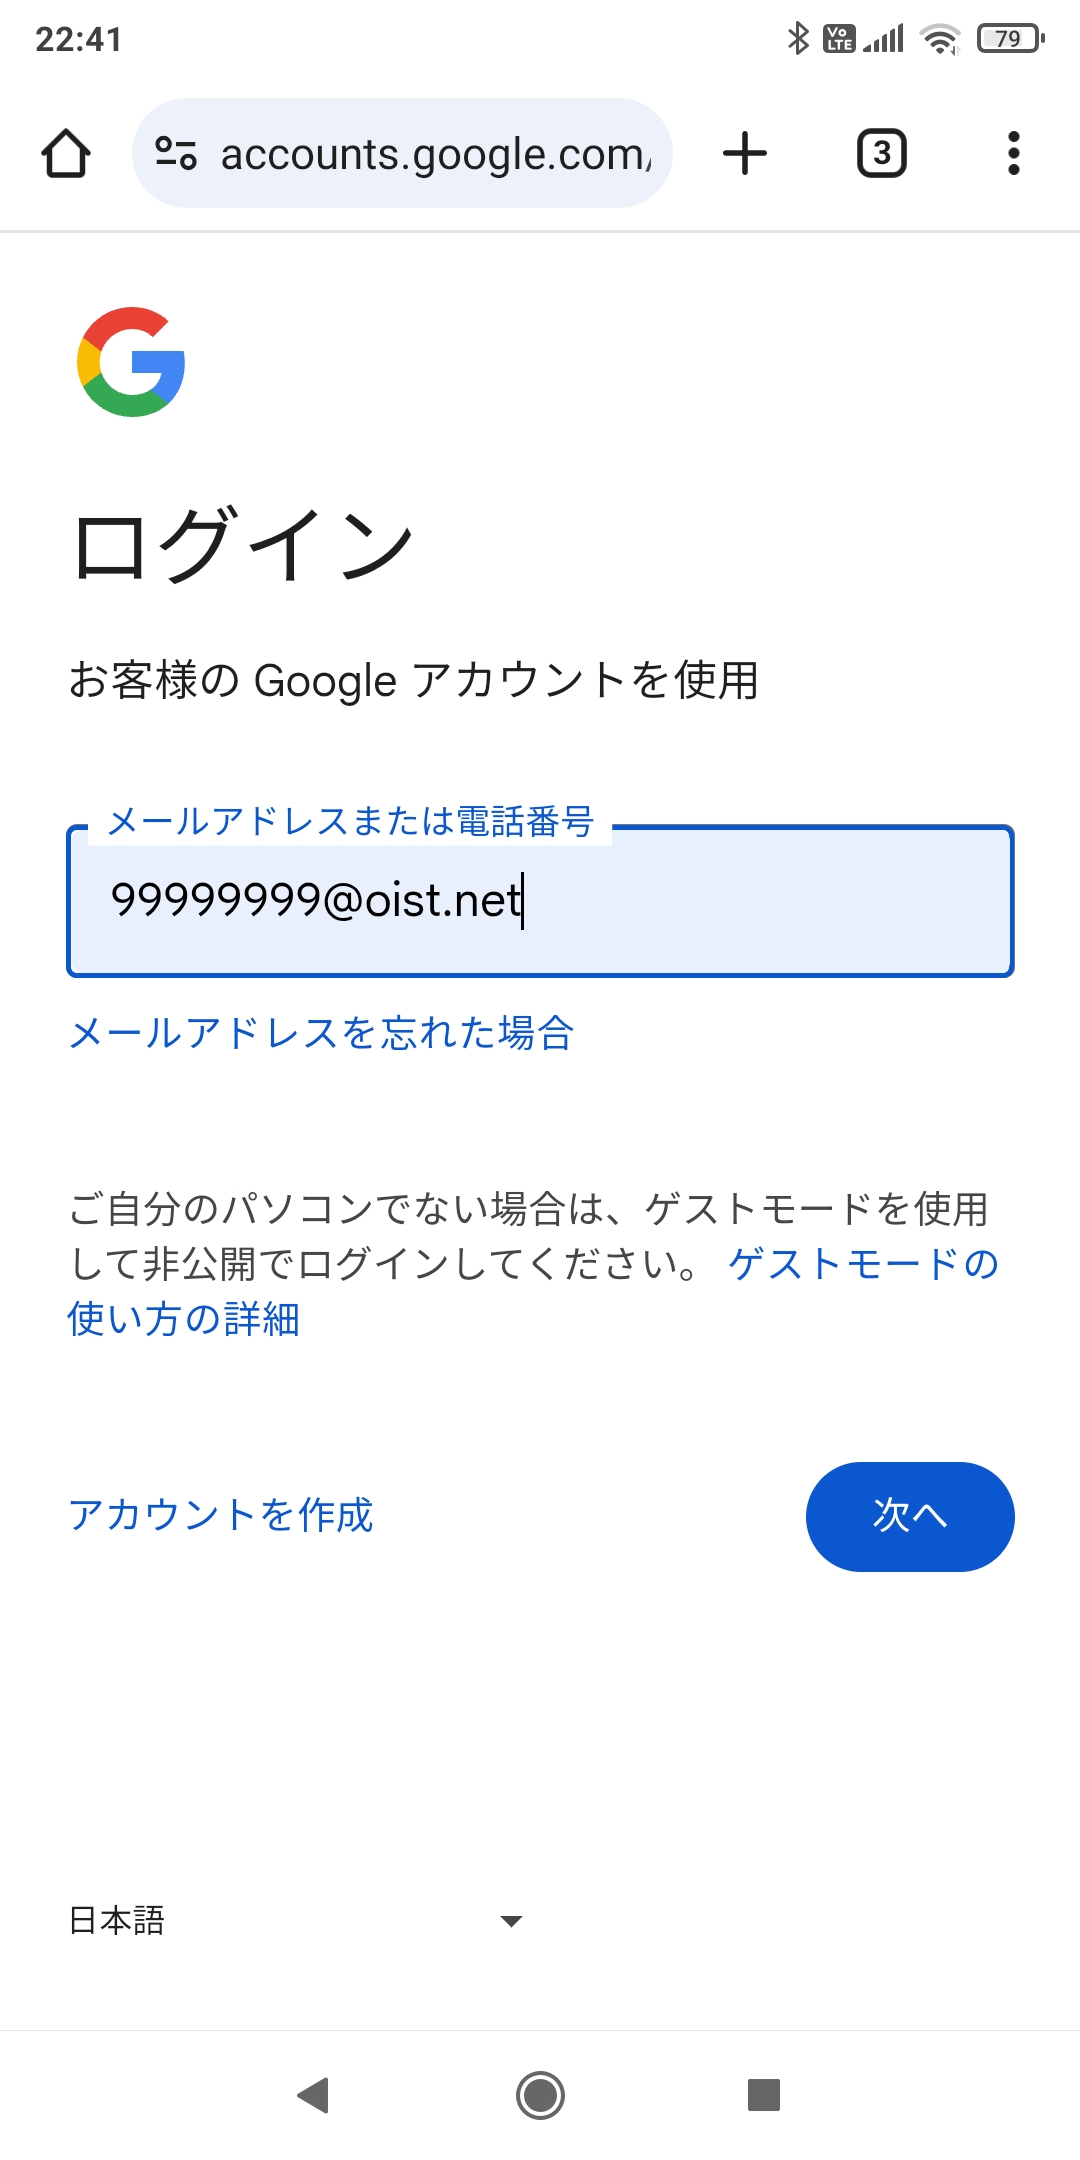 22:41
Vo LTE
79
accounts.google.com/
3
ログイン
お客様の Google アカウントを使用
メールアドレスまたは電話番号
99999999@oist.net
メールアドレスを忘れた場合
ご自分のパソコンでない場合は、ゲストモードを使用
して非公開でログインしてください。 ゲストモードの
使い方の詳細
アカウントを作成
次へ
日本語